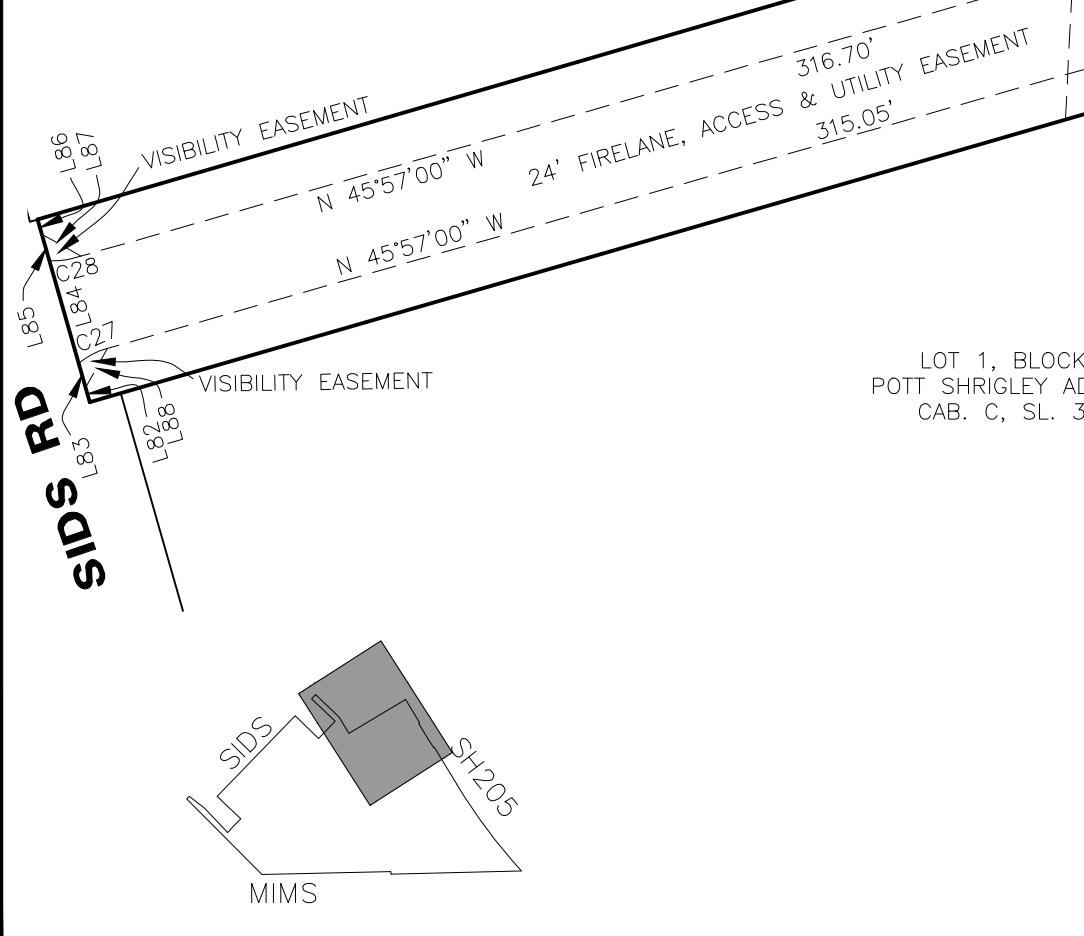 316.70'
24' FIRELANE, ACCESS & UTILITY EASEMENT
315.05'
VISIBILITY EASEMENT
L86
L87
N 45°57'00" W
N 45°57'00" W
C28
L84
L85
C27
VISIBILITY EASEMENT
L82
L88
L83
SIDS RD
LOT 1, BLOCK
POTT SHRIGLEY AD
CAB. C, SL. 3
SIDS
SH205
MIMS